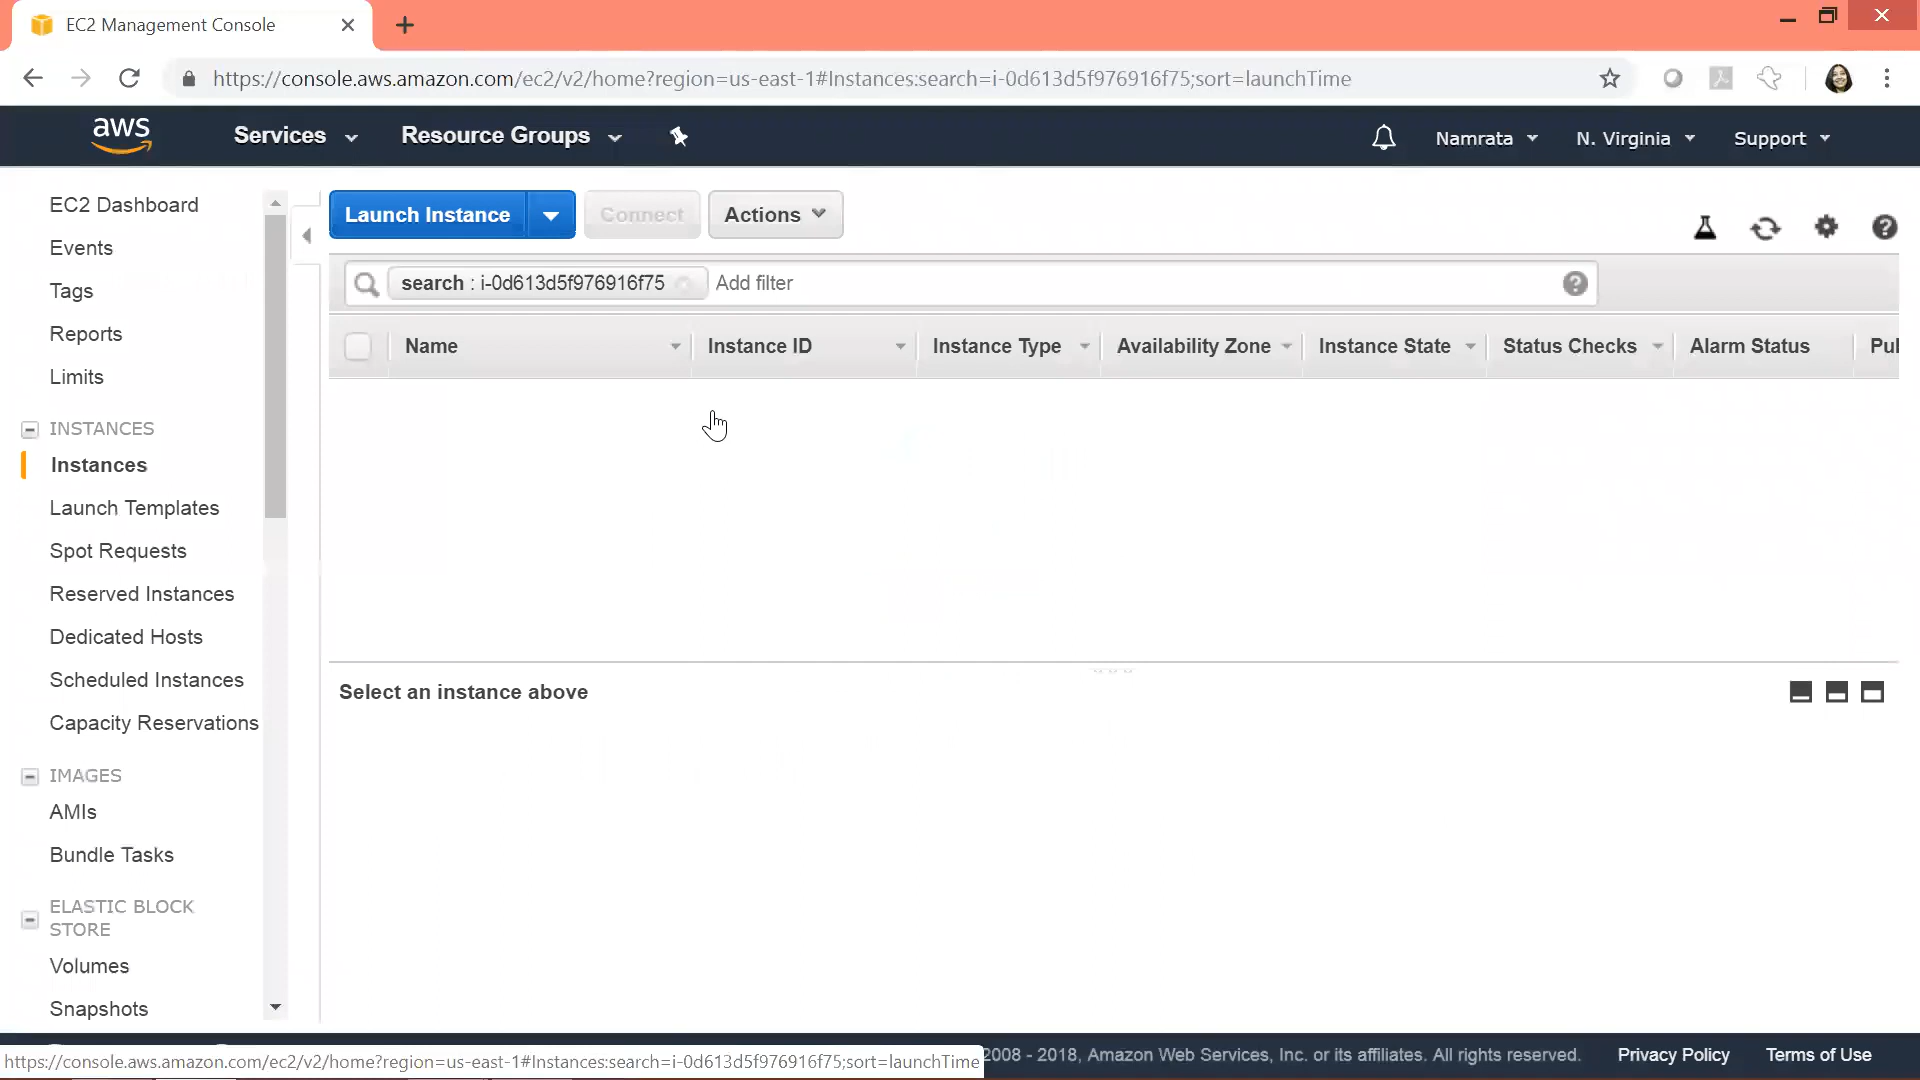 EC2 Management Console
https://console.aws.amazon.com/ec2/v2/home?region=us-east-1#Instances:search=i-0d613d5f976916f75;sort=launchTime
aws
Services
Resource Groups
Namrata
N. Virginia
Support
EC2 Dashboard
Events
Tags
Reports
Limits
INSTANCES
Instances
Launch Templates
Spot Requests
Reserved Instances
Dedicated Hosts
Scheduled Instances
Capacity Reservations
IMAGES
AMIs
Bundle Tasks
ELASTIC BLOCK
STORE
Volumes
Snapshots
Launch Instance
Connect
Actions
search : i-0d613d5f976916f75 Add filter
Name Instance ID Instance Type Availability Zone Instance State Status Checks Alarm Status Pul
Select an instance above
https://console.aws.amazon.com/ec2/v2/home?region=us-east-1#Instances:search=i-0d613d5f976916f75;sort=launchTime
2008 - 2018, Amazon Web Services, Inc. or its affiliates. All rights reserved.
Privacy Policy
Terms of Use